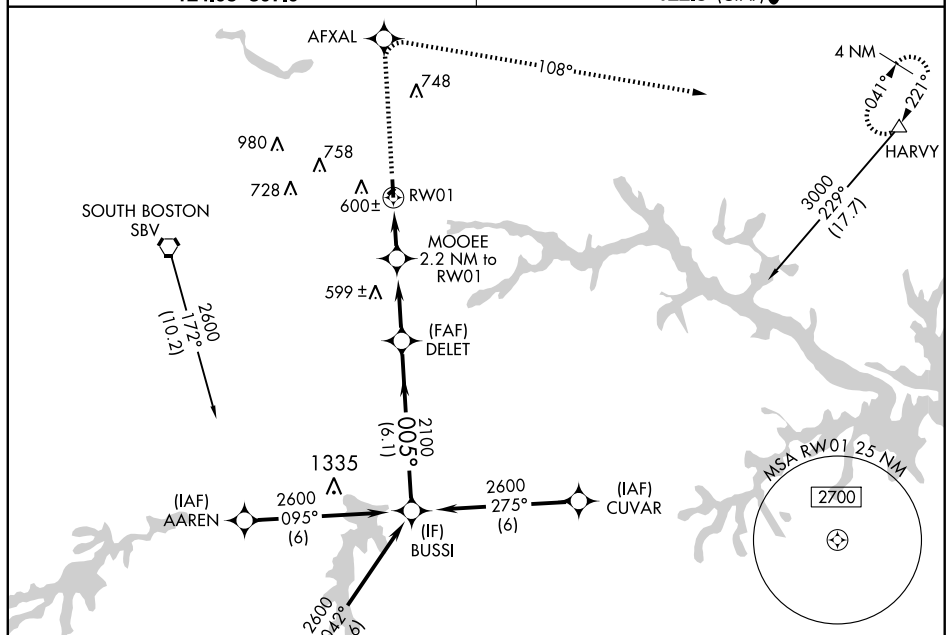 AFXAL
4 NM
041°
221°
HARVY
108°
748
980
758
728
600±
RW01
3000
229°
(17.7)
SOUTH BOSTON
SBV
MOOEE
2.2 NM to
RW01
599 ±
2600
172°
(10.2)
(FAF)
DELET
2100
005°
(6.1)
1335
MSA RW01 25 NM
2700
(IAF)
AAREN
2600
095°
(6)
2600
275°
(6)
(IAF)
CUVAR
(IF)
BUSSI
2600
042°